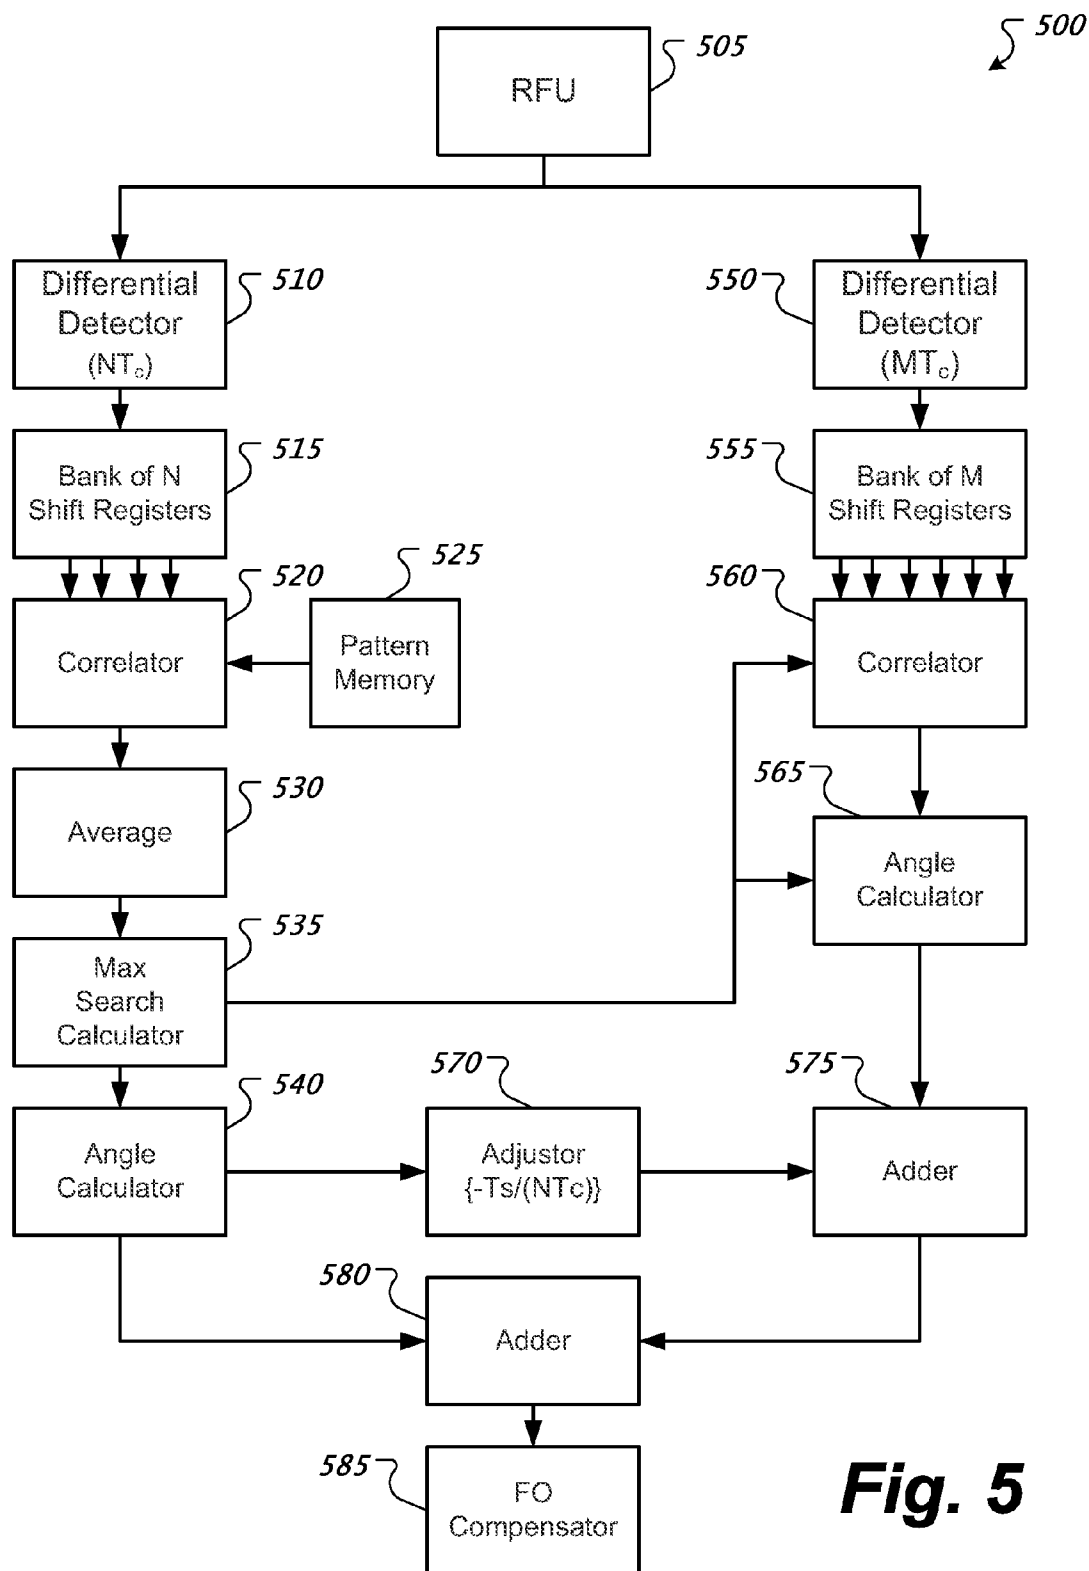 500
505
RFU
510
Differential
Detector
(NTc)
550
Differential
Detector
(MTc)
515
Bank of N
Shift Registers
555
Bank of M
Shift Registers
520
Correlator
525
Pattern
Memory
560
Correlator
530
Average
565
Angle
Calculator
535
Max
Search
Calculator
540
Angle
Calculator
570
Adjustor
{-Ts/(NTc)}
575
Adder
580
Adder
585
FO
Compensator
Fig. 5